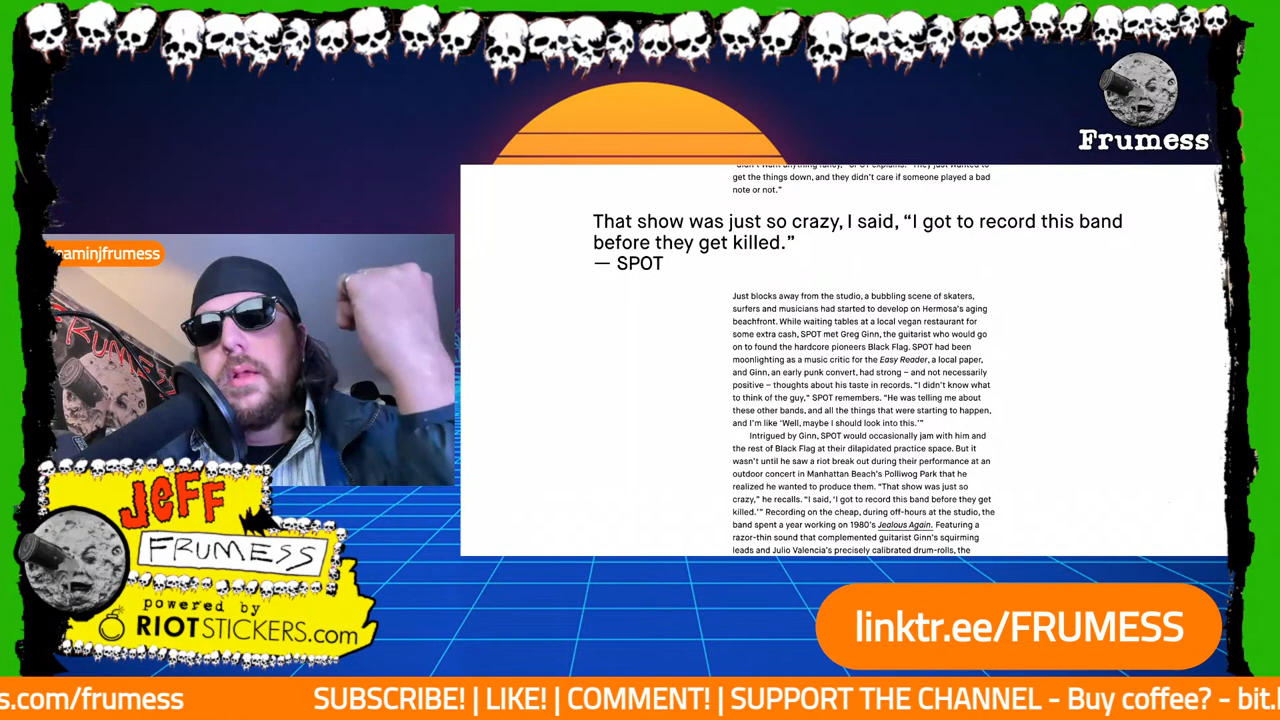 Frumess
"didn't want anything fancy," SPOT explains. "They just wanted to
get the things down, and they didn't care if someone played a bad
note or not."
That show was just so crazy, I said, “I got to record this band
before they get killed.”
— SPOT
Just blocks away from the studio, a bubbling scene of skaters,
surfers and musicians had started to develop on Hermosa's aging
beachfront. While waiting tables at a local vegan restaurant for
some extra cash, SPOT met Greg Ginn, the guitarist who would go
on to found the hardcore pioneers Black Flag. SPOT had been
moonlighting as a music critic for the Easy Reader, a local paper,
and Ginn, an early punk convert, had strong – and not necessarily
positive – thoughts about his taste in records. “I didn't know what
to think of the guy,” SPOT remembers. “He was telling me about
these other bands, and all the things that were starting to happen,
and I'm like ‘Well, maybe I should look into this.’”
Intrigued by Ginn, SPOT would occasionally jam with him and
the rest of Black Flag at their dilapidated practice space. But it
wasn't until he saw a riot break out during their performance at an
outdoor concert in Manhattan Beach's Polliwog Park that he
realized he wanted to produce them. “That show was just so
crazy,” he recalls. “I said, ‘I got to record this band before they get
killed.’” Recording on the cheap, during off-hours at the studio, the
band spent a year working on 1980's Jealous Again. Featuring a
razor-thin sound that complemented guitarist Ginn's squirming
leads and Julio Valencia's precisely calibrated drum-rolls, the
aminjfrumess
FRUMESS
JEFF
FRUMESS
powered by
RIOTSTICKERS.com
linktr.ee/FRUMESS
s.com/frumess SUBSCRIBE! | LIKE! | COMMENT! | SUPPORT THE CHANNEL - Buy coffee? - bit.